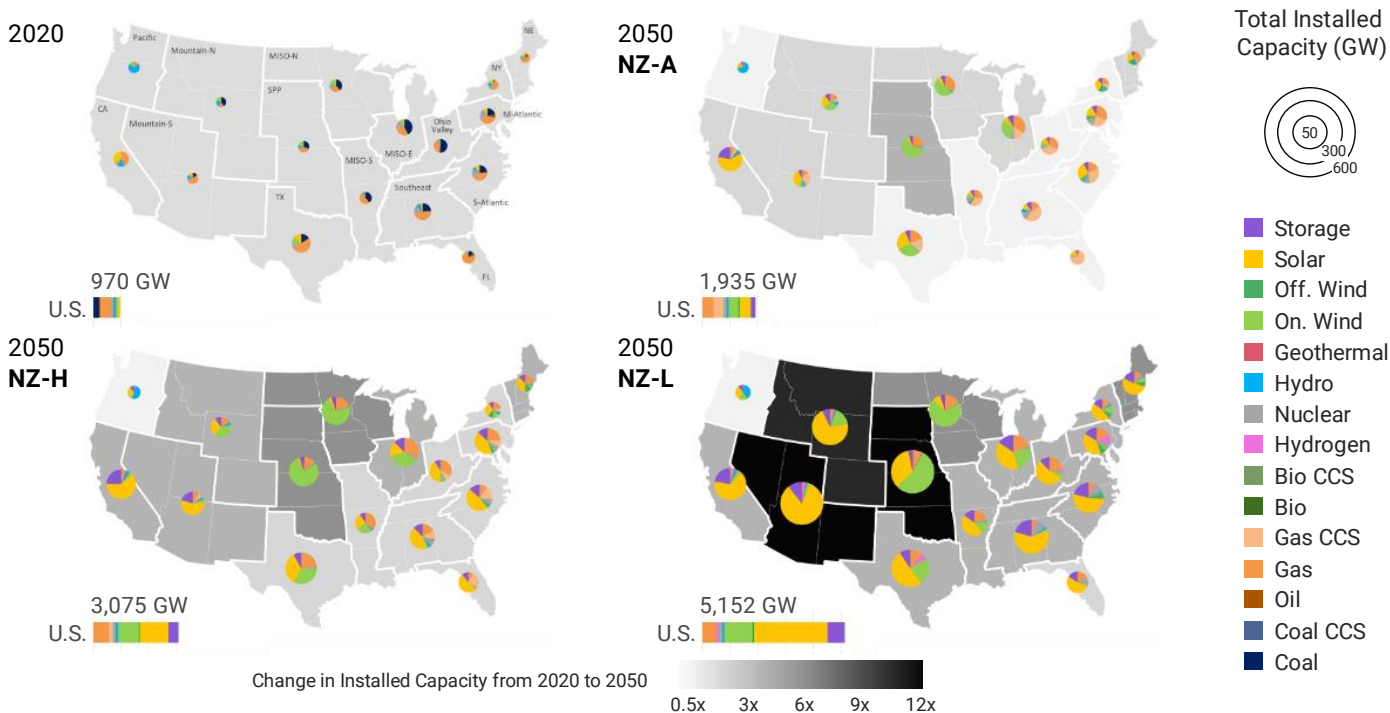 2020
Pacific
Mountain-N
MISO-N
NE
NY
SPP
CA
Mountain-S
Ohio
Valley
M-Atlantic
MISO-S
MISO-E
Southeast
S-Atlantic
TX
FL
970 GW
U.S.
2050
NZ-A
1,935 GW
U.S.
2050
NZ-H
3,075 GW
U.S.
2050
NZ-L
5,152 GW
U.S.
Change in Installed Capacity from 2020 to 2050
0.5x 3x 6x 9x 12x
Total Installed
Capacity (GW)
50
300
600
Storage
Solar
Off. Wind
On. Wind
Geothermal
Hydro
Nuclear
Hydrogen
Bio CCS
Bio
Gas CCS
Gas
Oil
Coal CCS
Coal